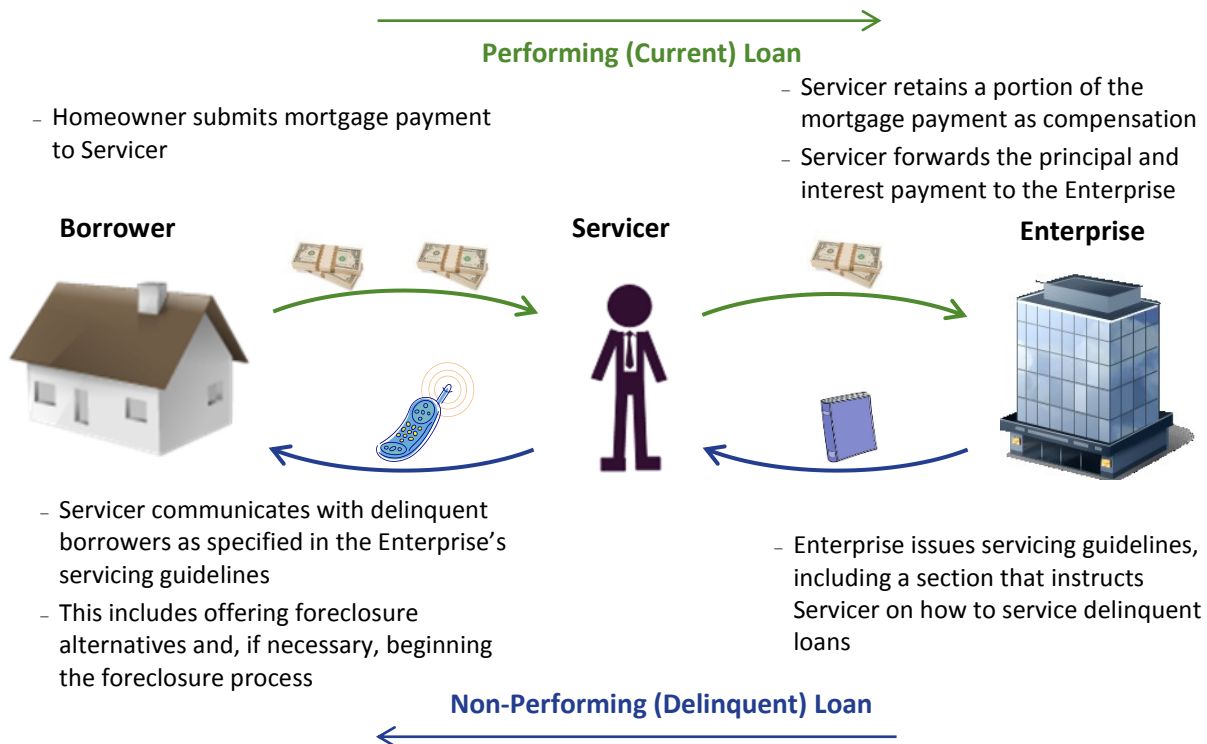 Performing (Current) Loan
– Homeowner submits mortgage payment
to Servicer
– Servicer retains a portion of the
mortgage payment as compensation
– Servicer forwards the principal and
interest payment to the Enterprise
Borrower
Servicer
Enterprise
– Servicer communicates with delinquent
borrowers as specified in the Enterprise’s
servicing guidelines
– This includes offering foreclosure
alternatives and, if necessary, beginning
the foreclosure process
– Enterprise issues servicing guidelines,
including a section that instructs
Servicer on how to service delinquent
loans
Non-Performing (Delinquent) Loan